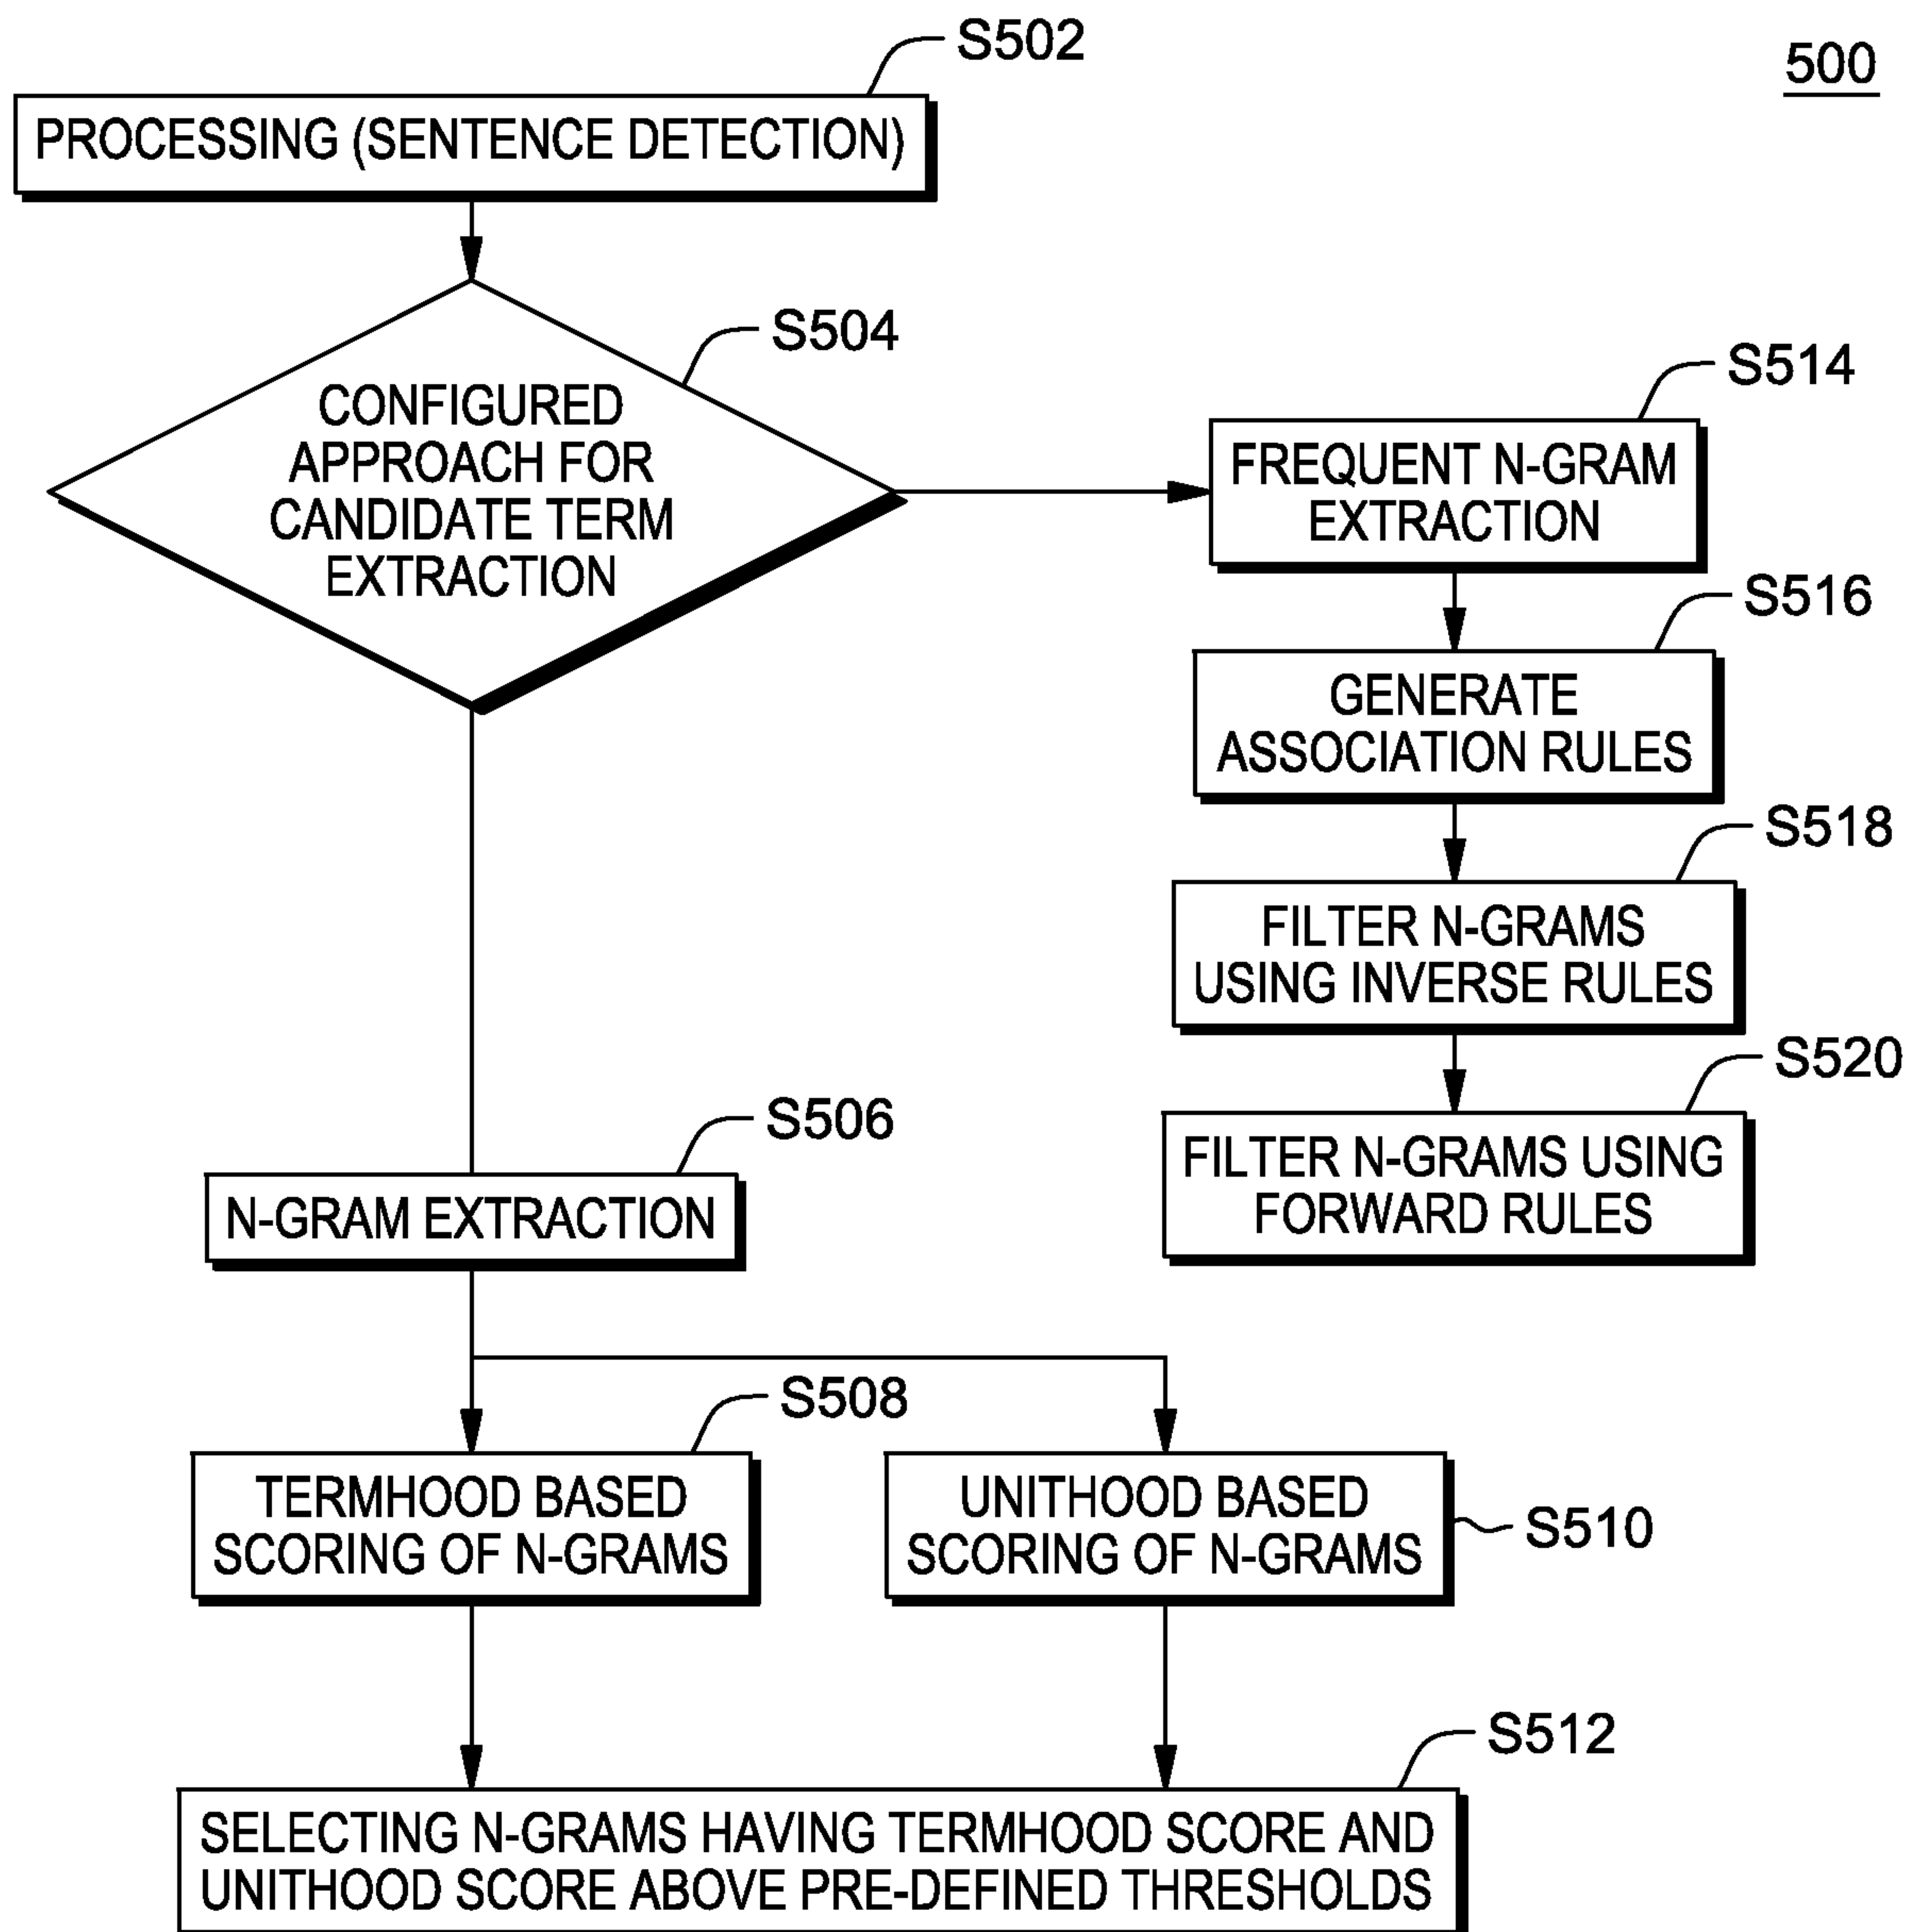 S502
500
PROCESSING (SENTENCE DETECTION)
S504
CONFIGURED
APPROACH FOR
CANDIDATE TERM
EXTRACTION
S514
FREQUENT N-GRAM
EXTRACTION
S516
GENERATE
ASSOCIATION RULES
S518
FILTER N-GRAMS
USING INVERSE RULES
S520
FILTER N-GRAMS USING
FORWARD RULES
S506
N-GRAM EXTRACTION
S508
TERMHOOD BASED
SCORING OF N-GRAMS
UNITHOOD BASED
SCORING OF N-GRAMS
S510
S512
SELECTING N-GRAMS HAVING TERMHOOD SCORE AND
UNITHOOD SCORE ABOVE PRE-DEFINED THRESHOLDS